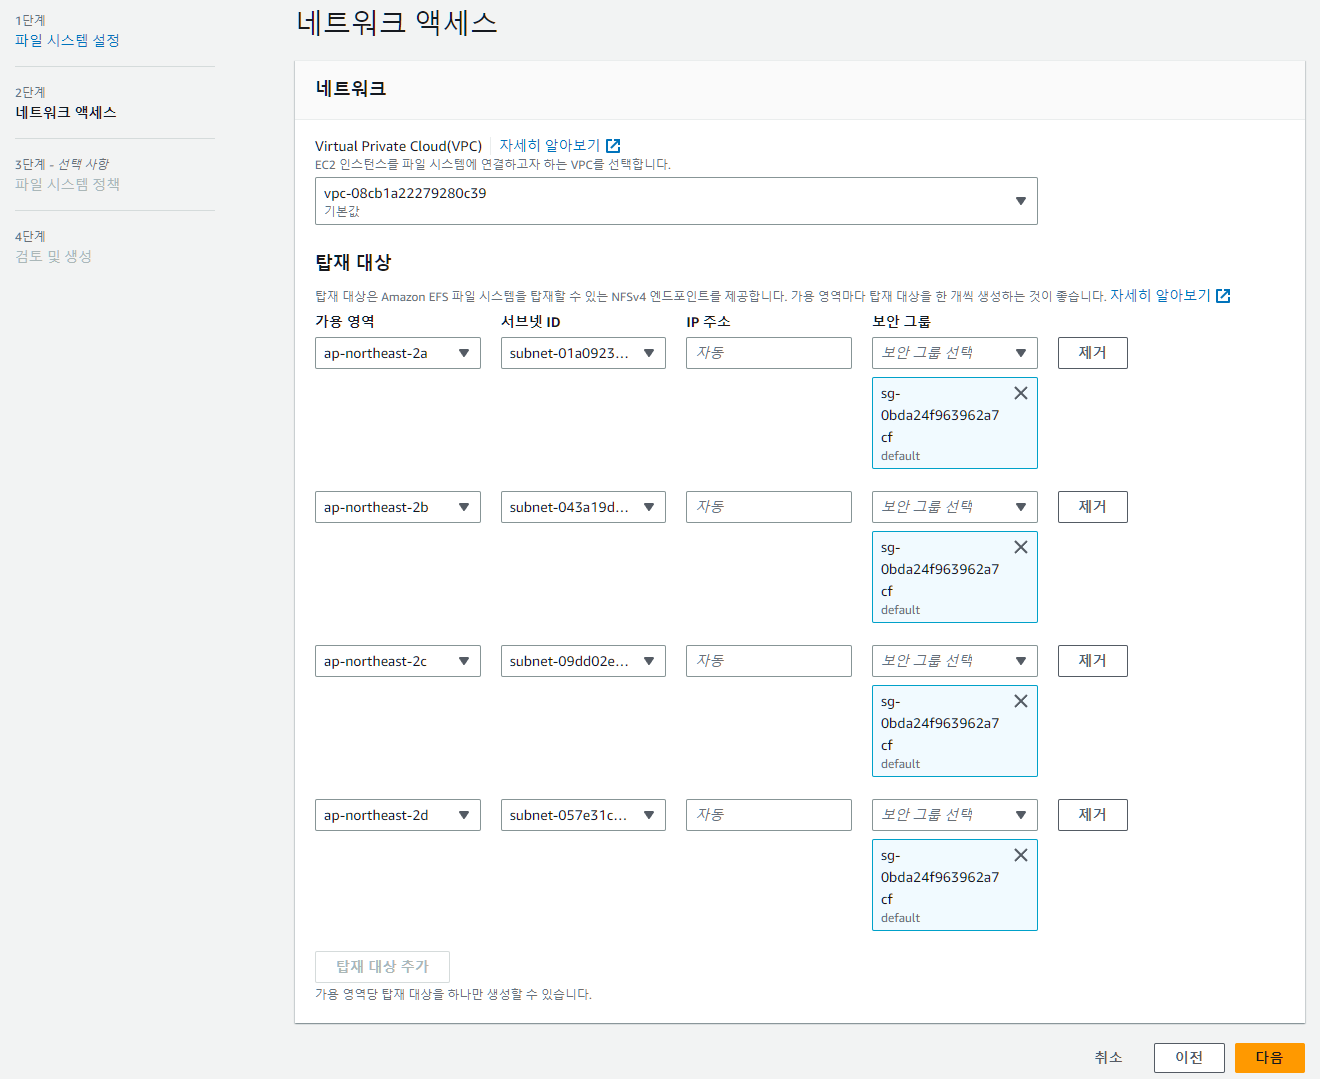 1단계
파일 시스템 설정
2단계
네트워크 액세스
3단계 - 선택 사항
파일 시스템 정책
4단계
검토 및 생성
네트워크 액세스
네트워크
Virtual Private Cloud(VPC) 자세히 알아보기
EC2 인스턴스를 파일 시스템에 연결하고자 하는 VPC를 선택합니다.
vpc-08cb1a22279280c39
기본값
탑재 대상
탑재 대상은 Amazon EFS 파일 시스템을 탑재할 수 있는 NFSv4 엔드포인트를 제공합니다. 가용 영역마다 탑재 대상을 한 개씩 생성하는 것이 좋습니다. 자세히 알아보기
가용 영역 서브넷 ID IP 주소 보안 그룹
ap-northeast-2a subnet-01a0923... 자동 보안 그룹 선택 제거
sg-
0bda24f963962a7
cf
default
ap-northeast-2b subnet-043a19d... 자동 보안 그룹 선택 제거
sg-
0bda24f963962a7
cf
default
ap-northeast-2c subnet-09dd02e... 자동 보안 그룹 선택 제거
sg-
0bda24f963962a7
cf
default
ap-northeast-2d subnet-057e31c... 자동 보안 그룹 선택 제거
sg-
0bda24f963962a7
cf
default
탑재 대상 추가
가용 영역당 탑재 대상을 하나만 생성할 수 있습니다.
취소 이전 다음